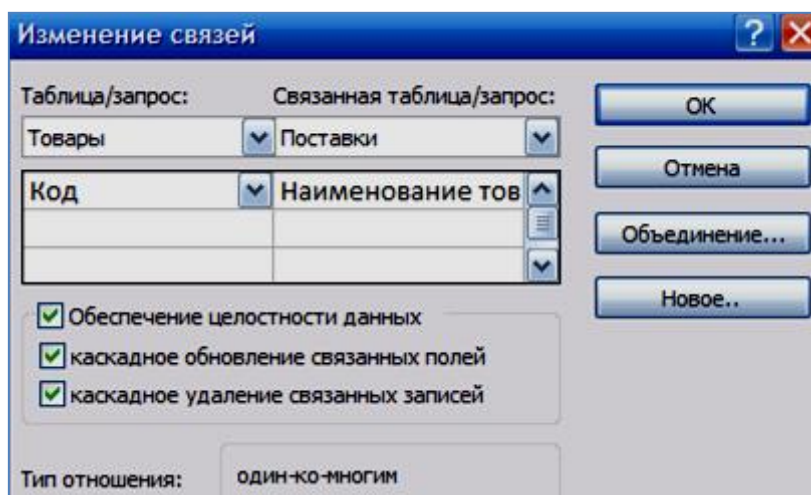 Изменение связей
Таблица/запрос: Связанная таблица/запрос:
Товары Поставки
Код Наименование тов
Обеспечение целостности данных
каскадное обновление связанных полей
каскадное удаление связанных записей
Тип отношения: один-ко-многим
ОК
Отмена
Объединение...
Новое..